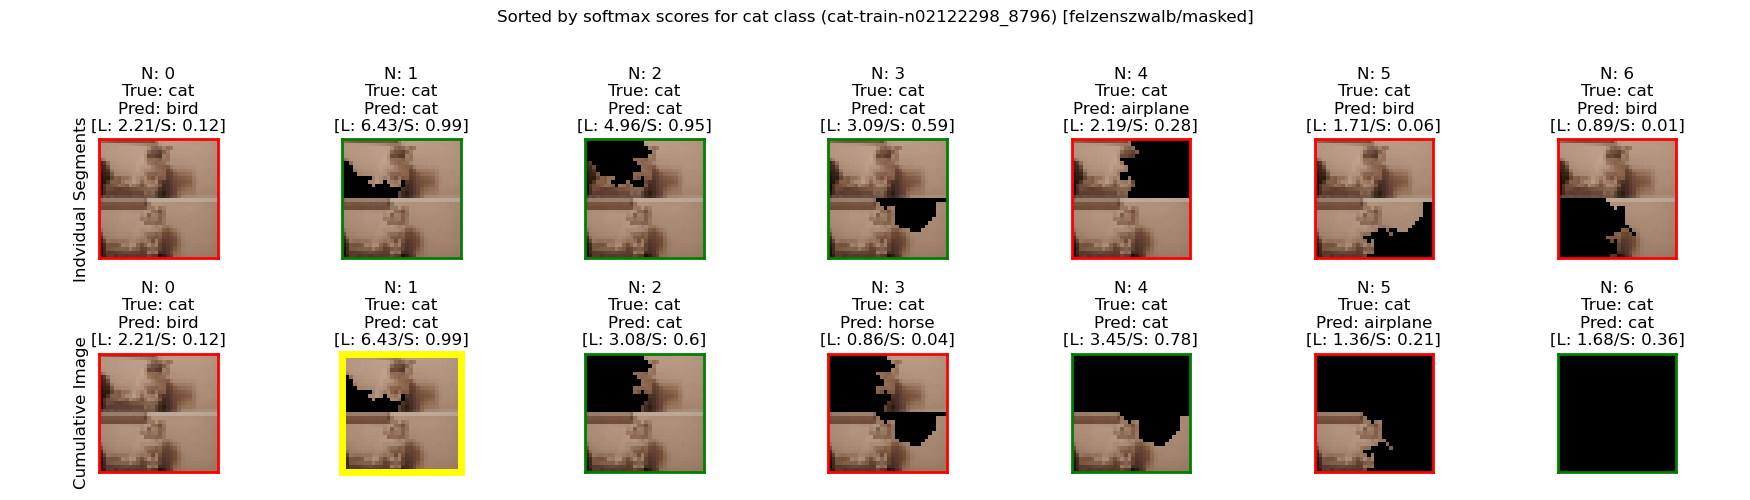 Sorted by softmax scores for cat class (cat-train-n02122298_8796) [felzenszwalb/masked]
Indvidual Segments
N: 0
True: cat
Pred: bird
[L: 2.21/S: 0.12]
N: 1
True: cat
Pred: cat
[L: 6.43/S: 0.99]
N: 2
True: cat
Pred: cat
[L: 4.96/S: 0.95]
N: 3
True: cat
Pred: cat
[L: 3.09/S: 0.59]
N: 4
True: cat
Pred: airplane
[L: 2.19/S: 0.28]
N: 5
True: cat
Pred: bird
[L: 1.71/S: 0.06]
N: 6
True: cat
Pred: bird
[L: 0.89/S: 0.01]
Cumulative Image
N: 0
True: cat
Pred: bird
[L: 2.21/S: 0.12]
N: 1
True: cat
Pred: cat
[L: 6.43/S: 0.99]
N: 2
True: cat
Pred: cat
[L: 3.08/S: 0.6]
N: 3
True: cat
Pred: horse
[L: 0.86/S: 0.04]
N: 4
True: cat
Pred: cat
[L: 3.45/S: 0.78]
N: 5
True: cat
Pred: airplane
[L: 1.36/S: 0.21]
N: 6
True: cat
Pred: cat
[L: 1.68/S: 0.36]